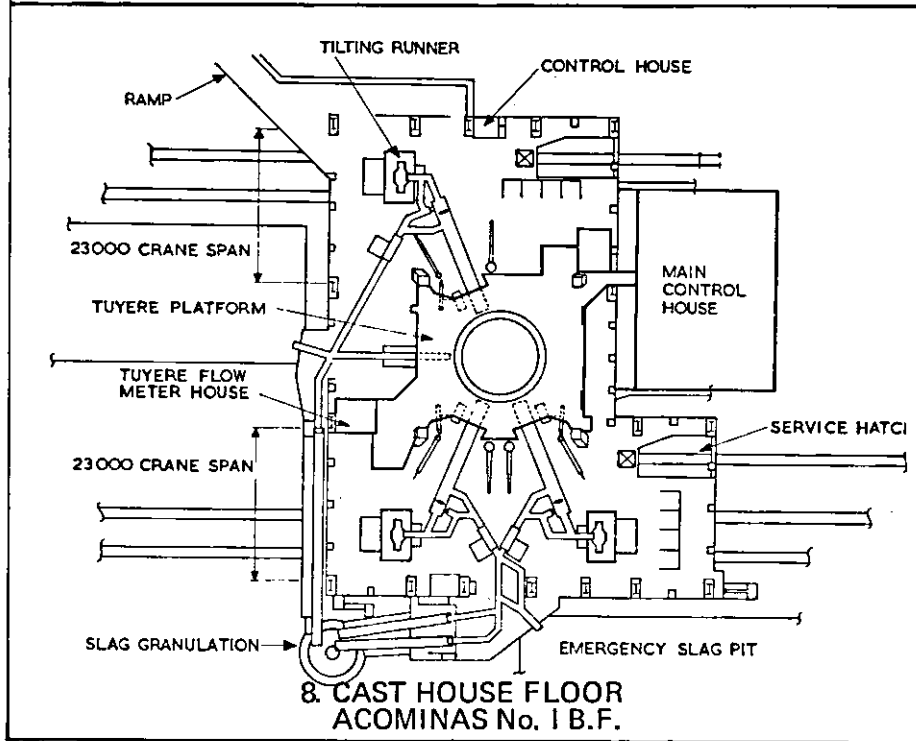 TILTING RUNNER
CONTROL HOUSE
RAMP
23000 CRANE SPAN
MAIN
CONTROL
HOUSE
TUYERE PLATFORM
TUYERE FLOW
METER HOUSE
SERVICE HATCI
23000 CRANE SPAN
SLAG GRANULATION
EMERGENCY SLAG PIT
8. CAST HOUSE FLOOR
ACOMINAS No. I B.F.